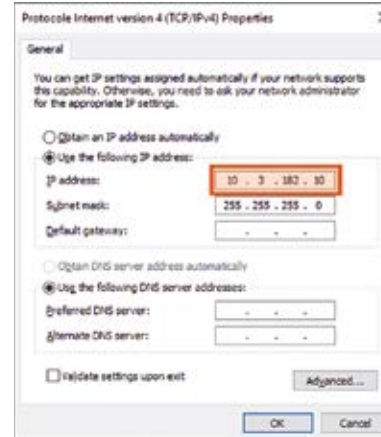 Protocole Internet version 4 (TCP/IPv4) Properties
General
You can get IP settings assigned automatically if your network supports
this capability. Otherwise, you need to ask your network administrator
for the appropriate IP settings.
Obtain an IP address automatically
Use the following IP address:
IP address: 10 . 3 . 182 . 10
Subnet mask: 255 . 255 . 255 . 0
Default gateway: . . .
Obtain DNS server address automatically
Use the following DNS server addresses:
Preferred DNS server: . . .
Alternate DNS server: . . .
Validate settings upon exit
Advanced...
OK Cancel